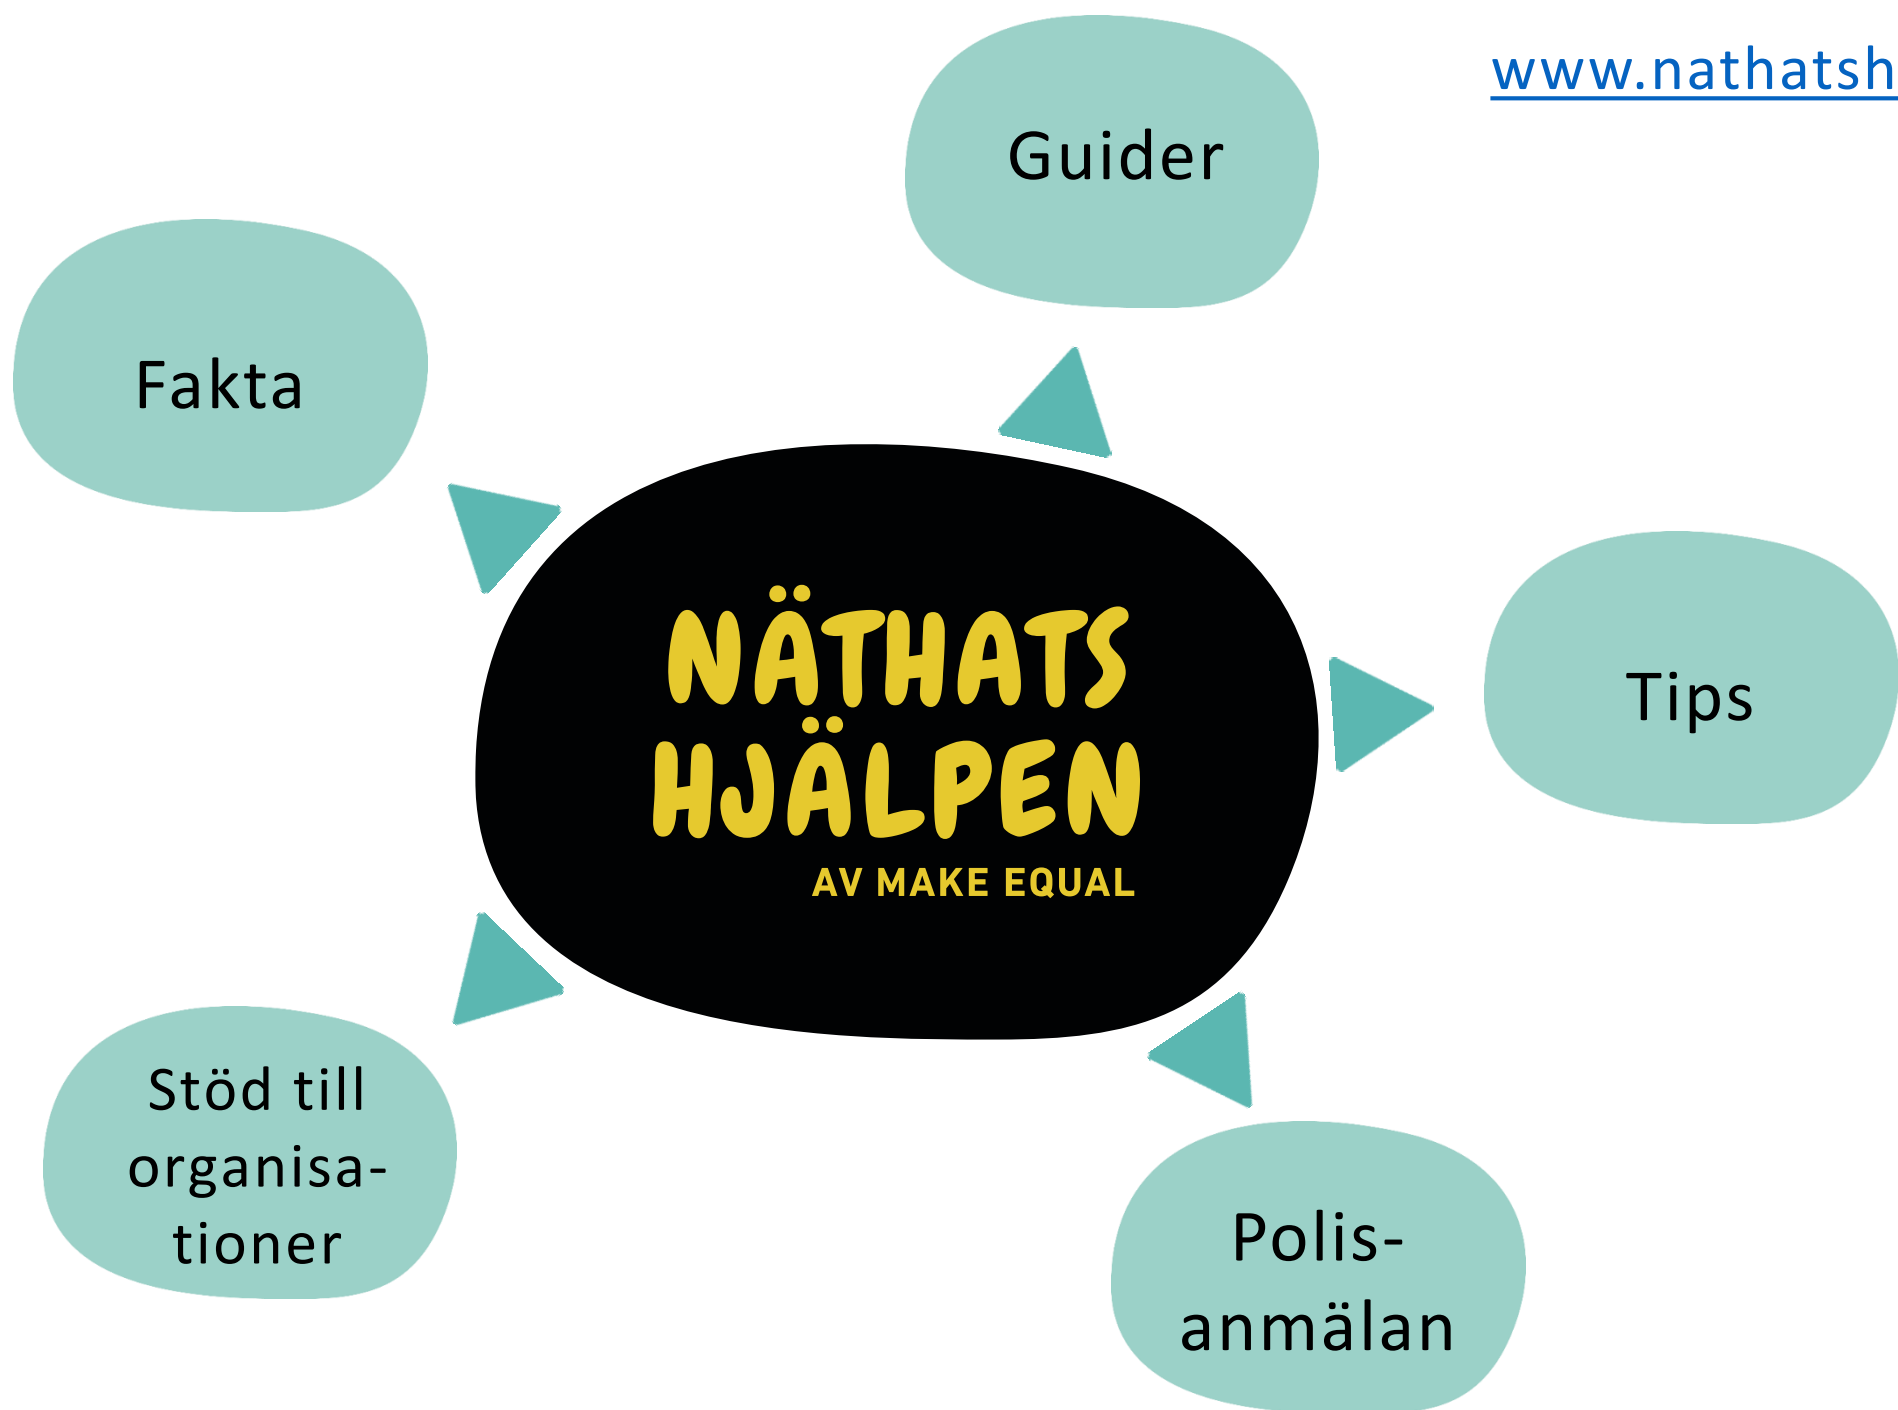 www.nathatsh
Guider
Fakta
NÄTHATS
HJÄLPEN
AV MAKE EQUAL
Tips
Stöd till
organisa-
tioner
Polis-
anmälan